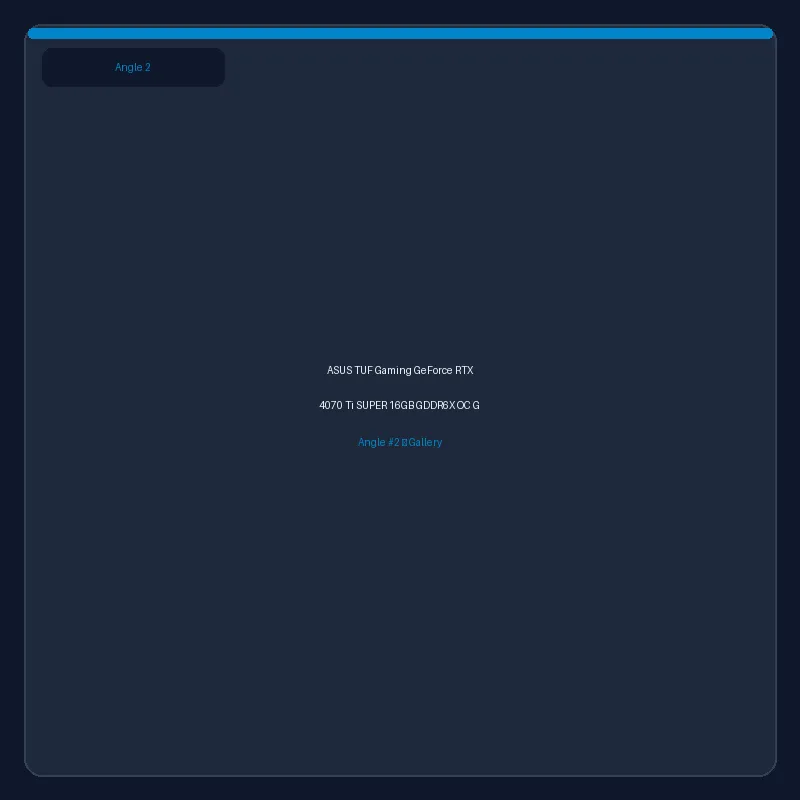 Angle 2
ASUS TUF Gaming GeForce RTX
4070 Ti SUPER 16GB GDDR6X OC G
Angle #2 Gallery